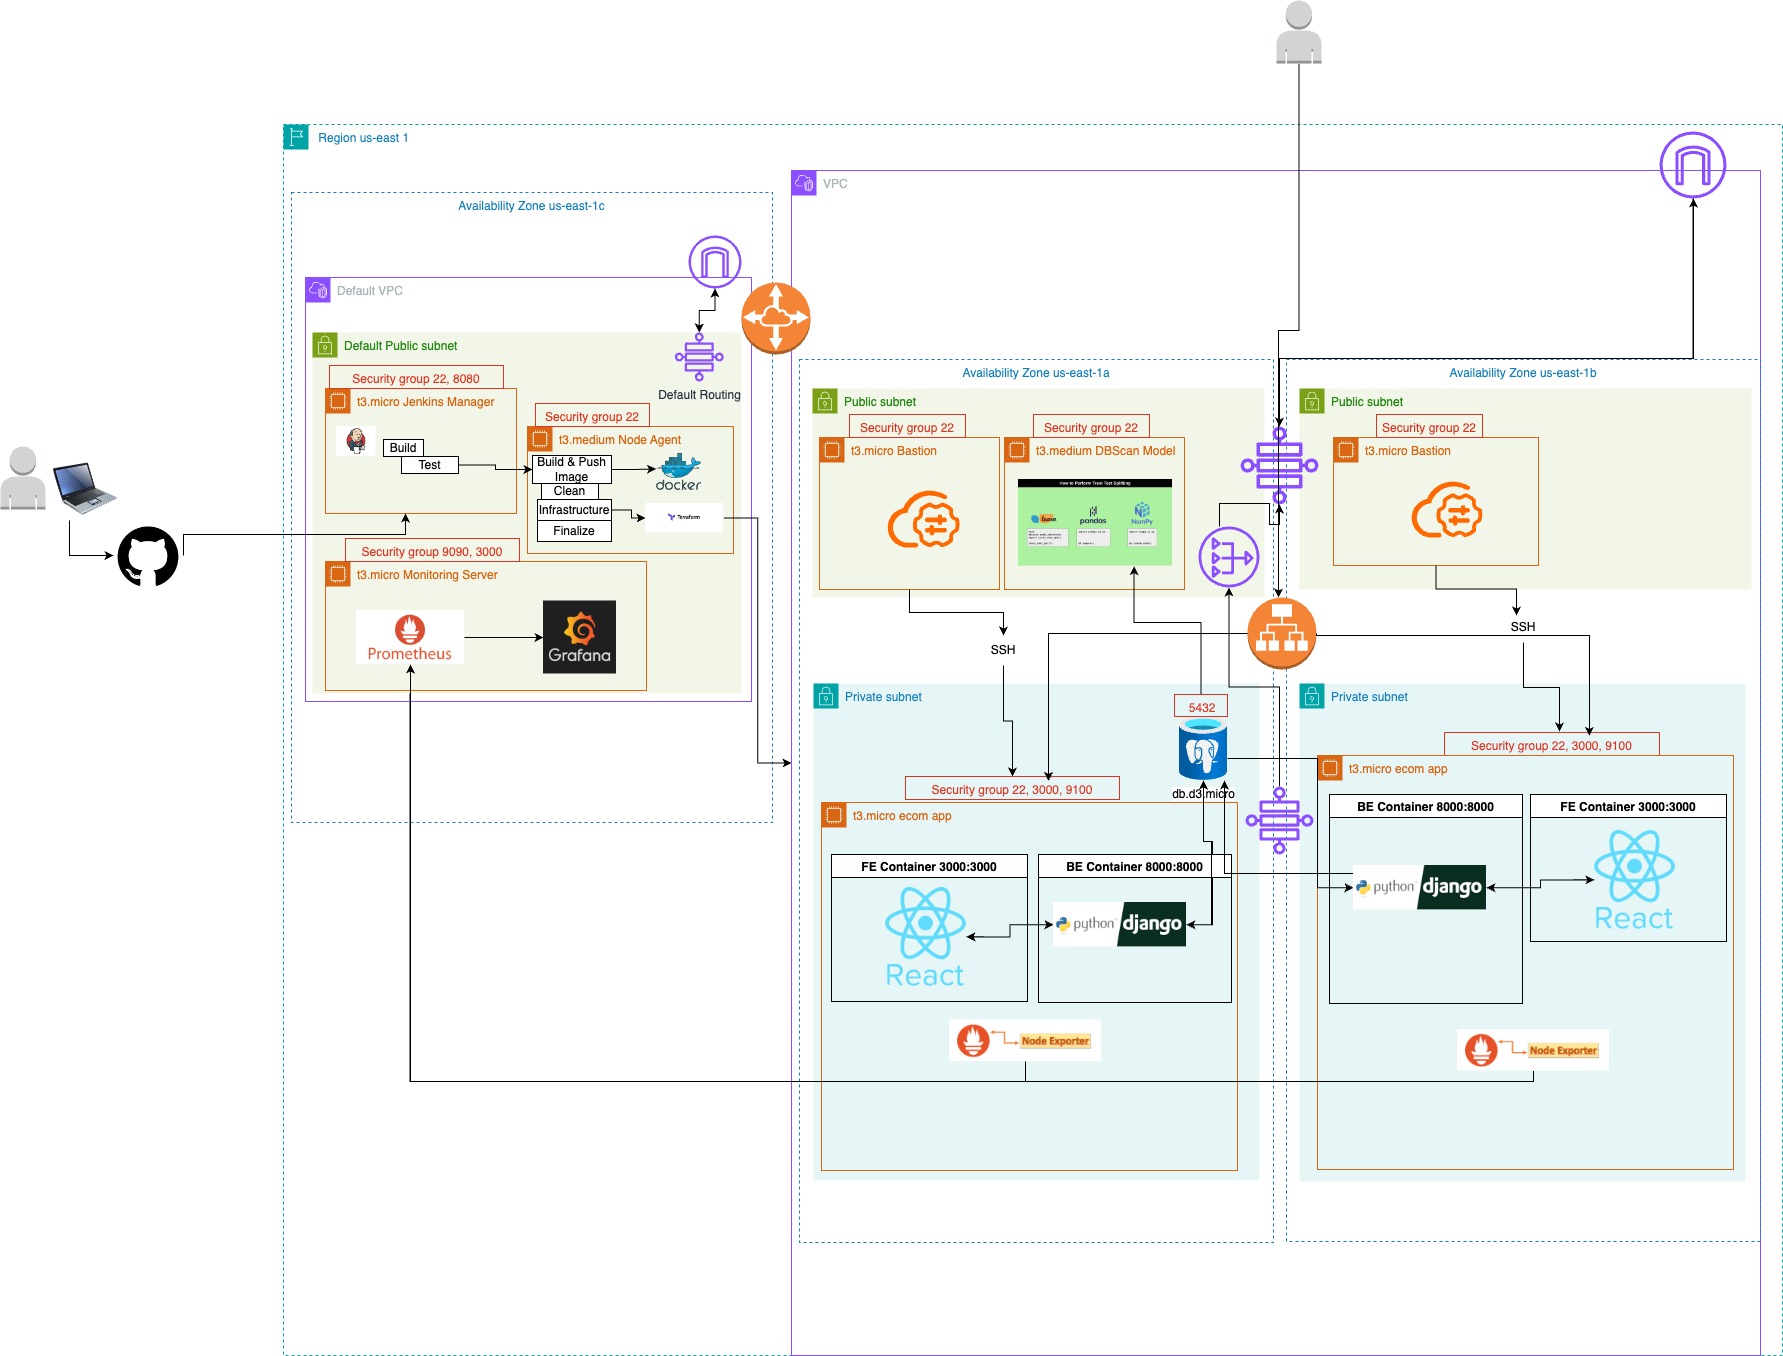 Region us-east 1
VPC
Availability Zone us-east-1c
Default VPC
Default Public subnet
Default Routing
Security group 22, 8080
t3.micro Jenkins Manager
Build
Test
Security group 22
t3.medium Node Agent
Build & Push
Image
Clean
Infrastructure
Finalize
docker
Terraform
Security group 9090, 3000
t3.micro Monitoring Server
Prometheus
Grafana
Availability Zone us-east-1a
Public subnet
Security group 22
t3.micro Bastion
Security group 22
t3.medium DBScan Model
How to Perform Train Test Splitting
learn
pandas
NumPy
SSH
Private subnet
5432
db.d3.micro
Security group 22, 3000, 9100
t3.micro ecom app
FE Container 3000:3000
React
BE Container 8000:8000
python
django
Node Exporter
Availability Zone us-east-1b
Public subnet
Security group 22
t3.micro Bastion
SSH
Private subnet
Security group 22, 3000, 9100
t3.micro ecom app
BE Container 8000:8000
python
django
FE Container 3000:3000
React
Node Exporter